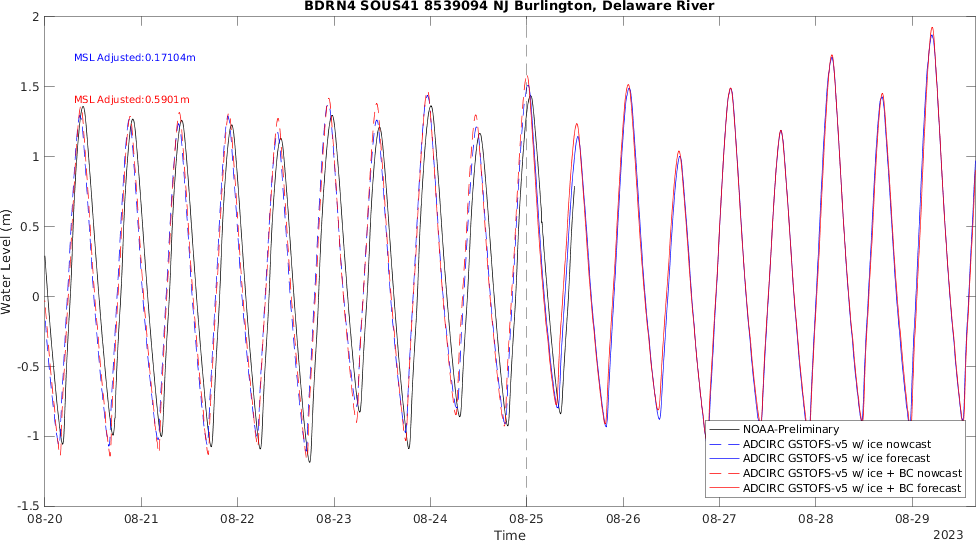 BDRN4 SOUS41 8539094 NJ Burlington, Delaware River
2
MSL Adjusted:0.17104m
1.5
MSL Adjusted:0.5901m
1
0.5
Water Level (m)
0
-0.5
-1
NOAA-Preliminary
ADCIRC GSTOFS-v5 w/ ice nowcast
ADCIRC GSTOFS-v5 w/ ice forecast
ADCIRC GSTOFS-v5 w/ ice + BC nowcast
ADCIRC GSTOFS-v5 w/ ice + BC forecast
-1.5
08-20 08-21 08-22 08-23 08-24 08-25 08-26 08-27 08-28 08-29
Time
2023